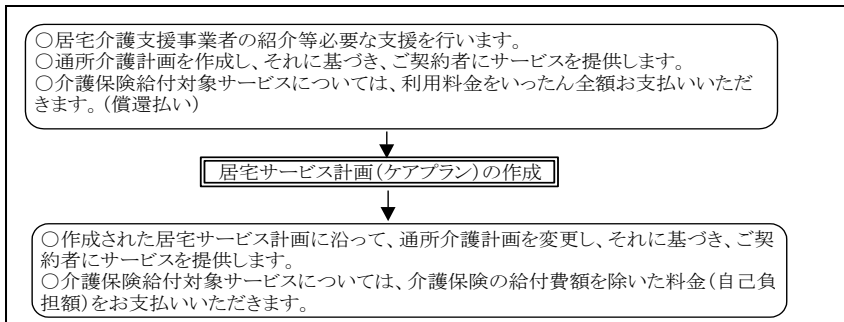 ○居宅介護支援事業者の紹介等必要な支援を行います。
○通所介護計画を作成し、それに基づき、ご契約者にサービスを提供します。
○介護保険給付対象サービスについては、利用料金をいったん全額お支払いいただ
きます。(償還払い)
居宅サービス計画(ケアプラン)の作成
○作成された居宅サービス計画に沿って、通所介護計画を変更し、それに基づき、ご契
約者にサービスを提供します。
○介護保険給付対象サービスについては、介護保険の給付費額を除いた料金(自己負
担額)をお支払いいただきます。